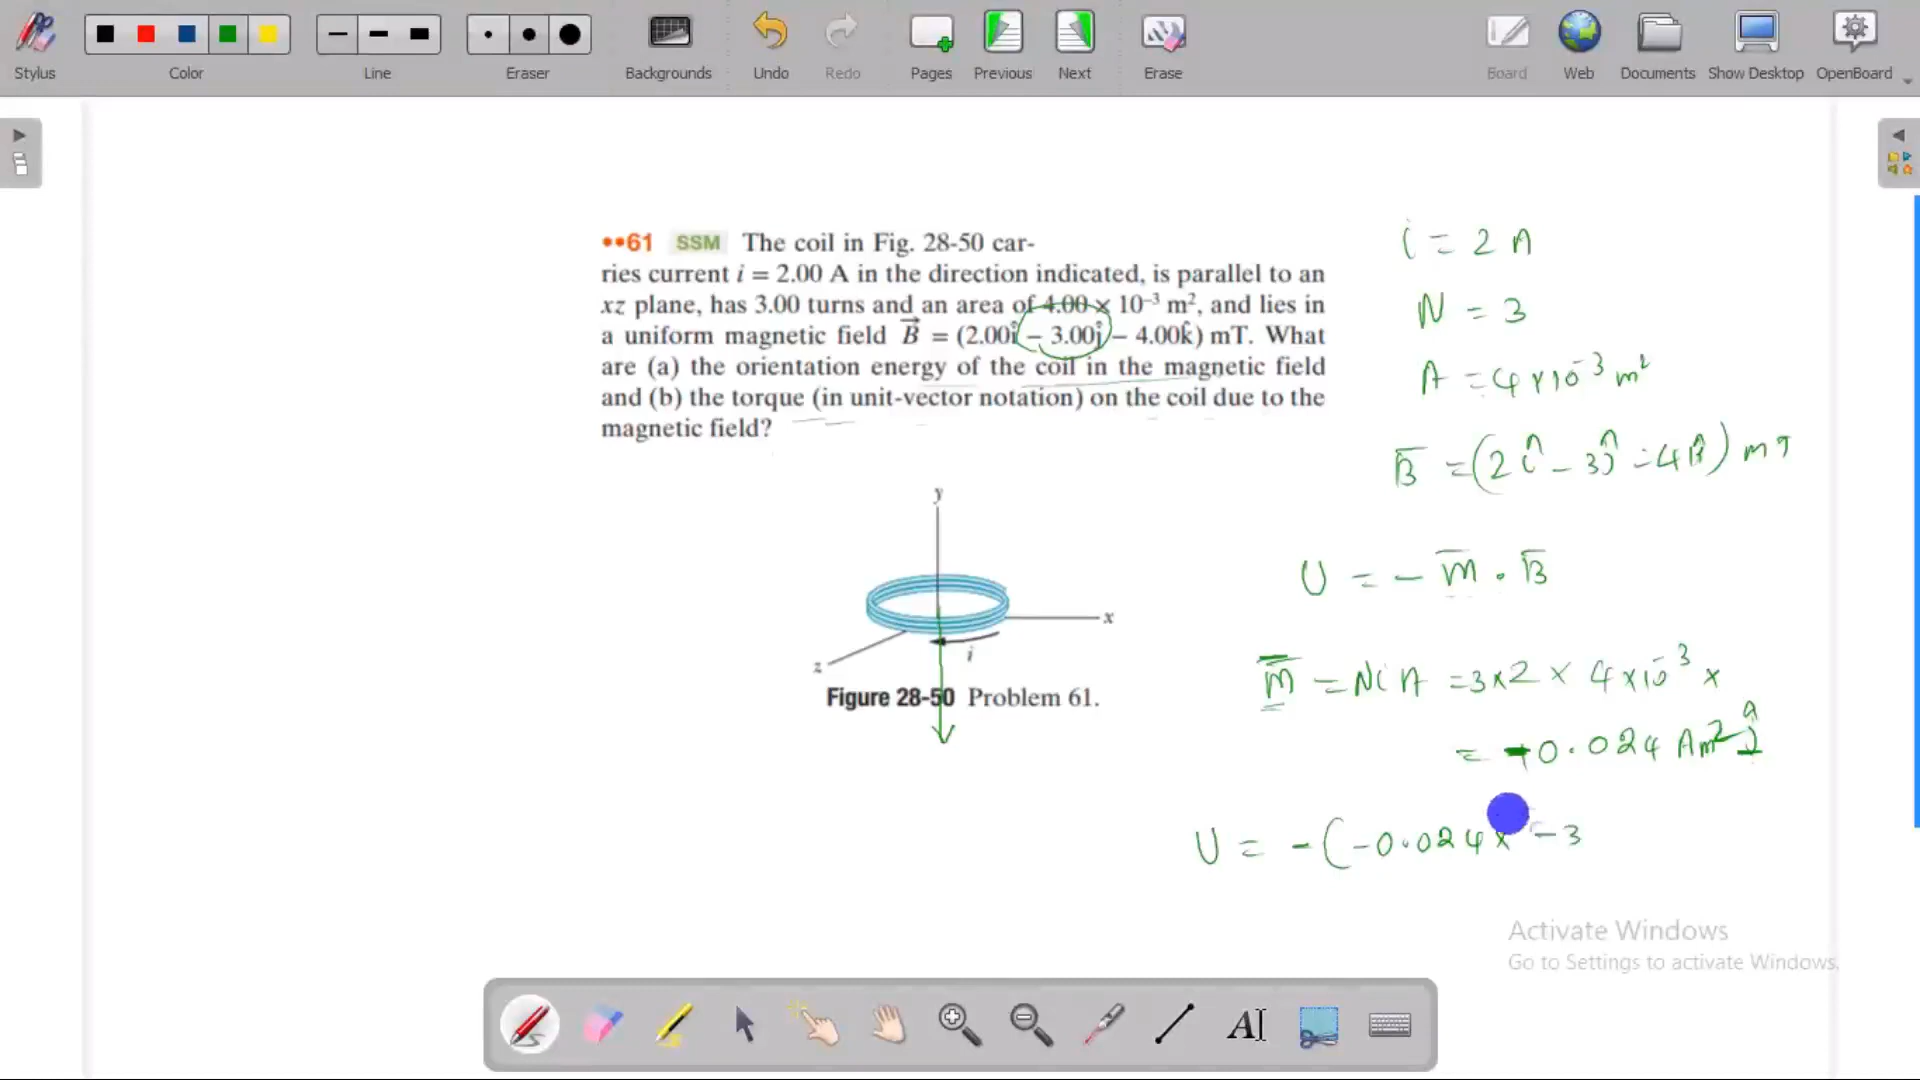 Stylus Color Line Eraser Backgrounds Undo Redo Pages Previous Next Erase Board Web Documents Show Desktop OpenBoard
••61 SSM The coil in Fig. 28-50 car-
ries current i = 2.00 A in the direction indicated, is parallel to an
xz plane, has 3.00 turns and an area of 4.00 × 10⁻³ m², and lies in
a uniform magnetic field B⃗ = (2.00î − 3.00ĵ − 4.00k̂) mT. What
are (a) the orientation energy of the coil in the magnetic field
and (b) the torque (in unit-vector notation) on the coil due to the
magnetic field?
y
x
z
i
Figure 28-50 Problem 61.
i = 2 A
N = 3
A = 4×10⁻³ m²
B̅ = (2î − 3ĵ − 4k̂) mT
U = − m̅ · B̅
m̅ = NiA = 3×2 × 4×10⁻³ ×
= −0.024 Am² ĵ
U = −(−0.024 × −3
Activate Windows
Go to Settings to activate Windows.
AI